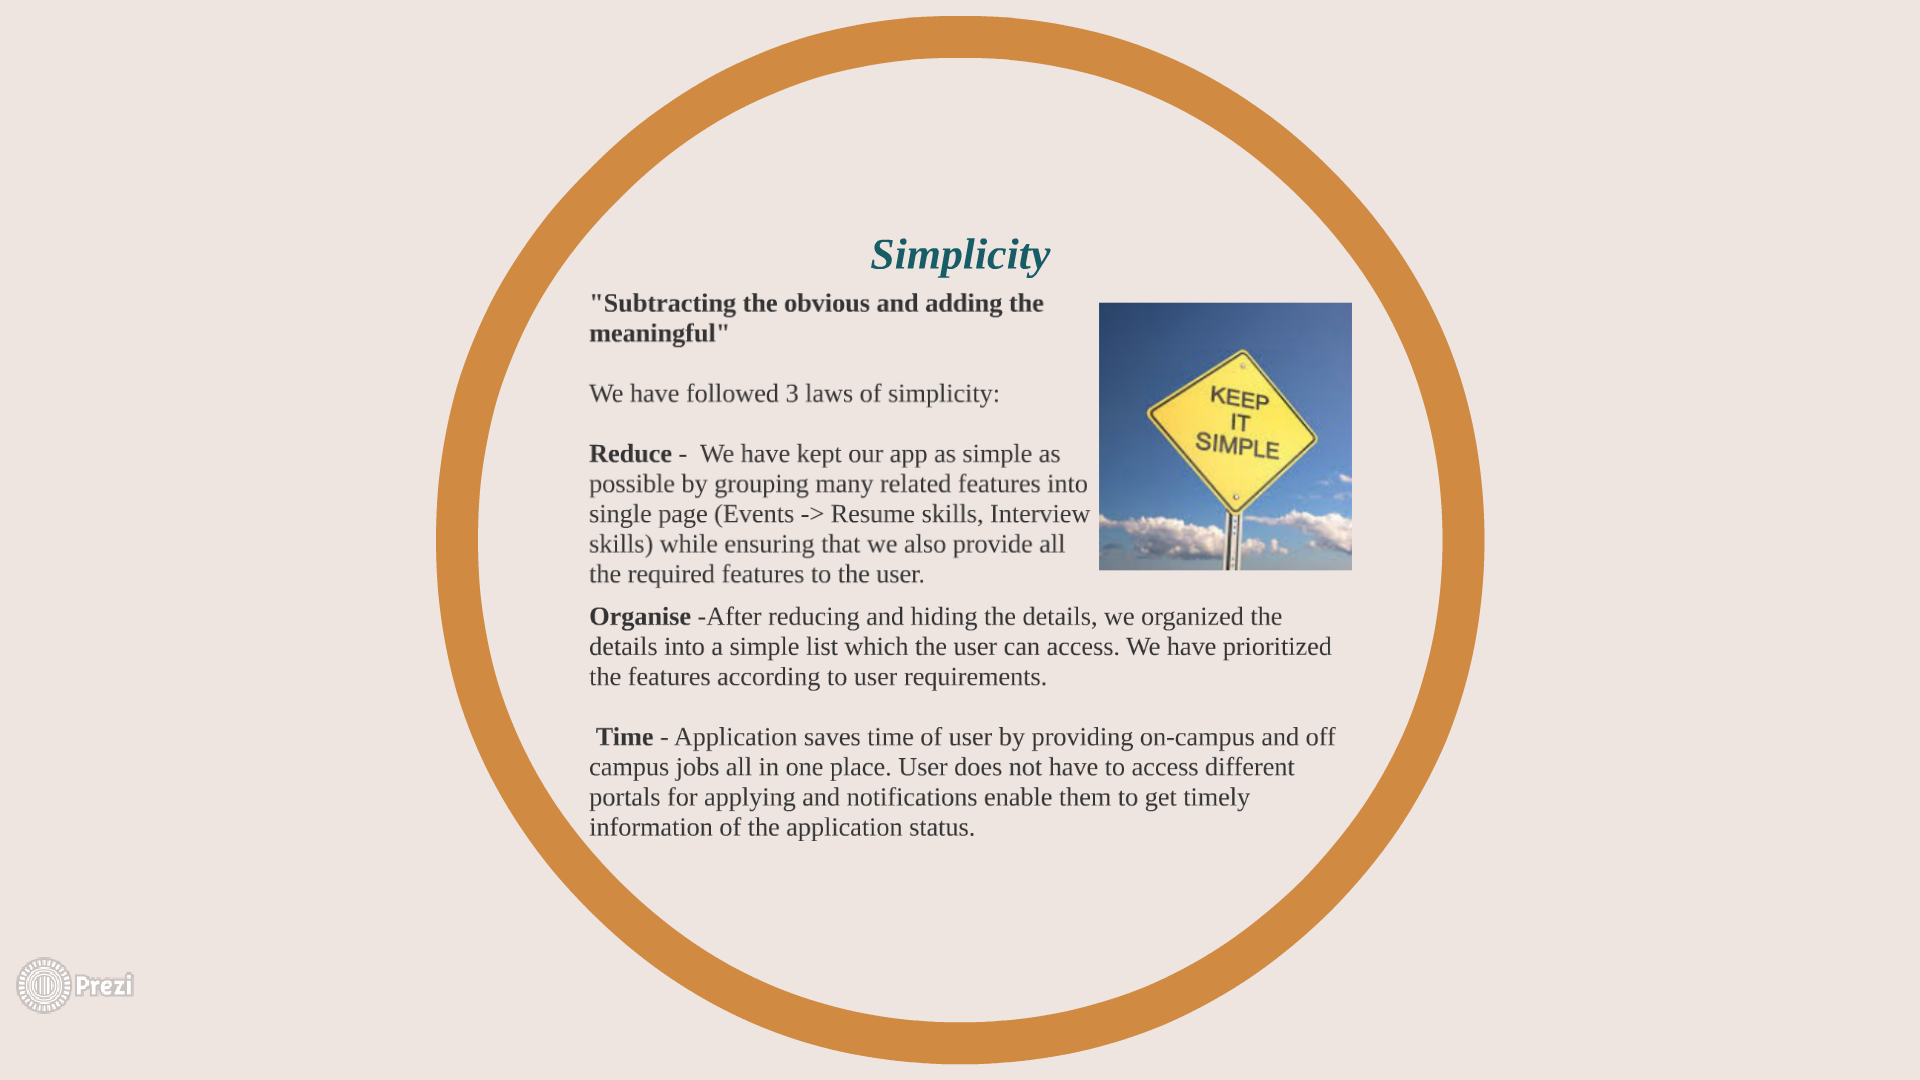 Simplicity
"Subtracting the obvious and adding the
meaningful"
We have followed 3 laws of simplicity:
Reduce -  We have kept our app as simple as
possible by grouping many related features into
single page (Events -> Resume skills, Interview
skills) while ensuring that we also provide all
the required features to the user.
KEEP
IT
SIMPLE
Organise -After reducing and hiding the details, we organized the
details into a simple list which the user can access. We have prioritized
the features according to user requirements.
Time - Application saves time of user by providing on-campus and off
campus jobs all in one place. User does not have to access different
portals for applying and notifications enable them to get timely
information of the application status.
Prezi